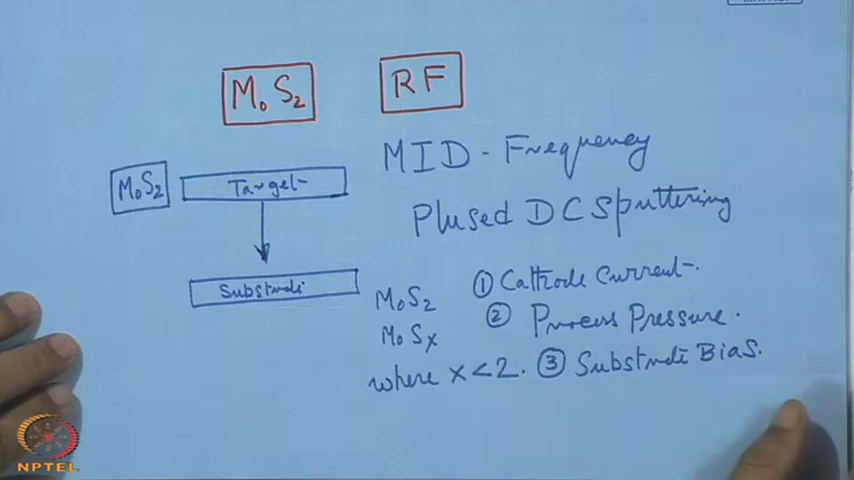 MoS2 RF
MID-Frequency
MoS2 Target
Plused DC Sputtering
Substrate
MoS2 ① Cathode Current.
MoSx ② Process Pressure.
where x<2. ③ Substrate Bias.
NPTEL